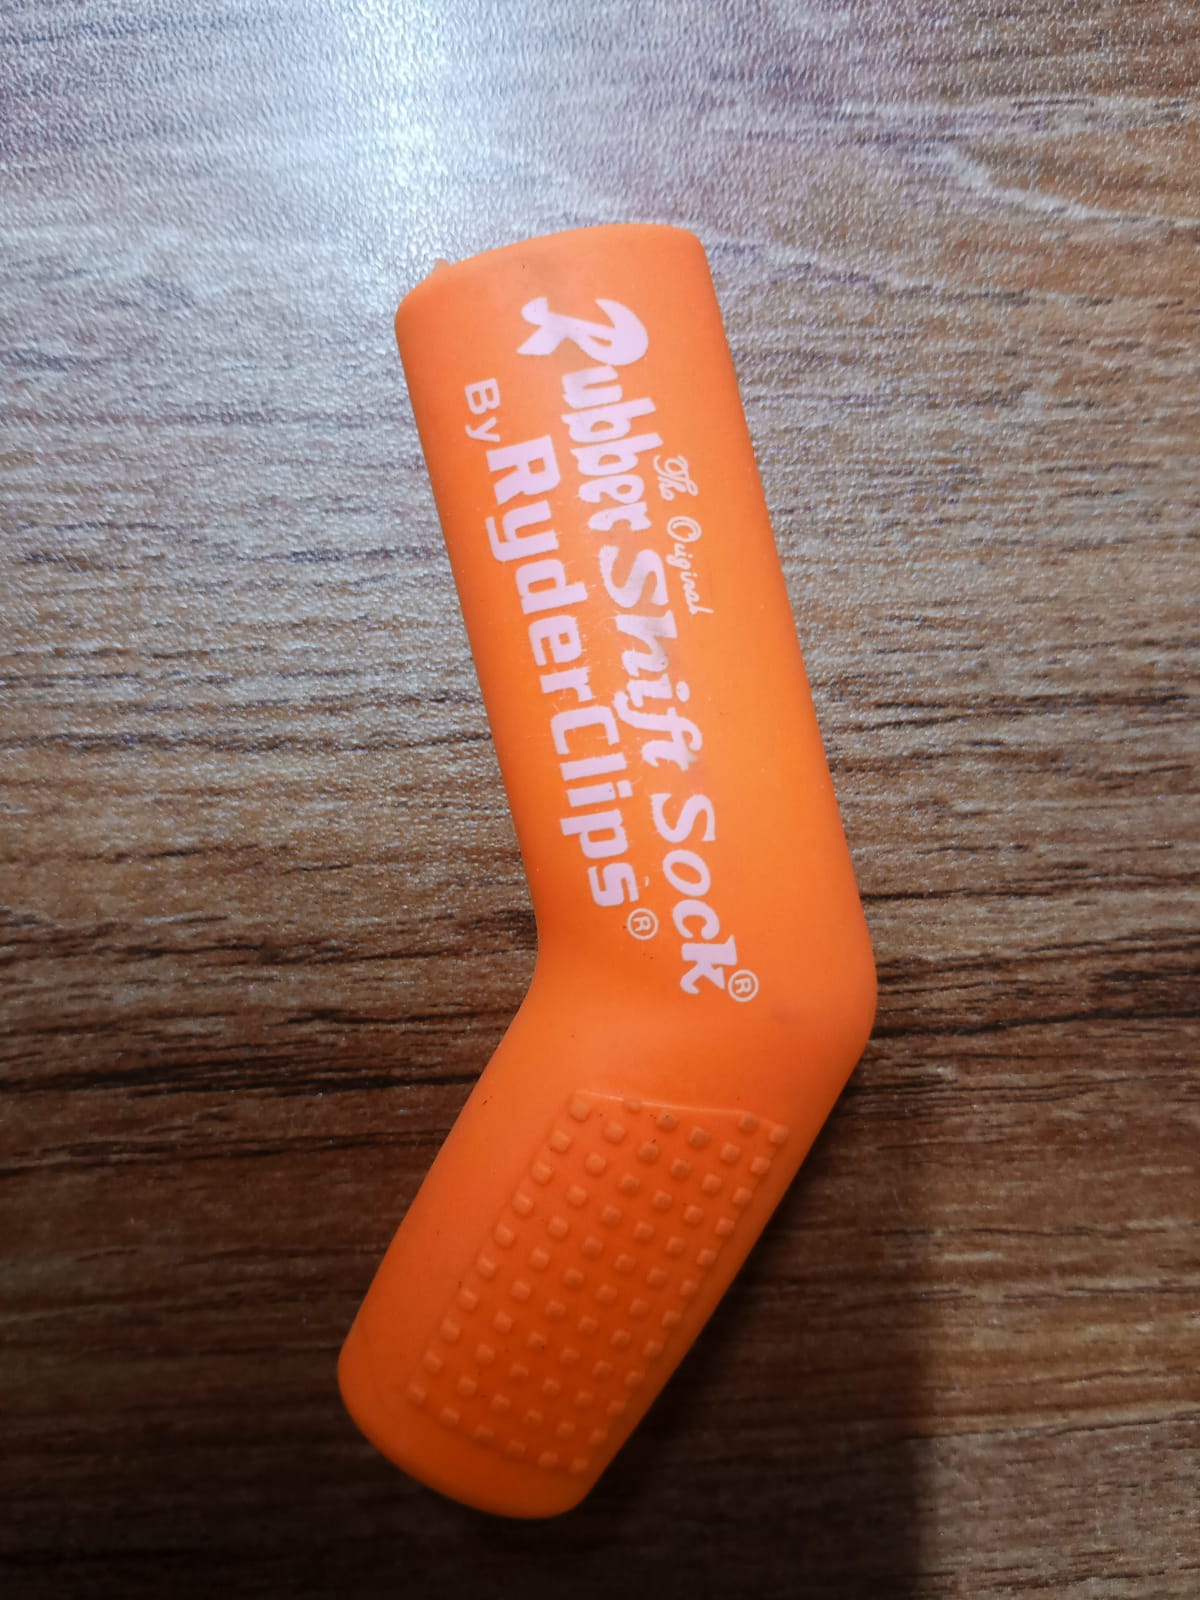 The Original
Rubber Shift Sock®
By RyderClips®